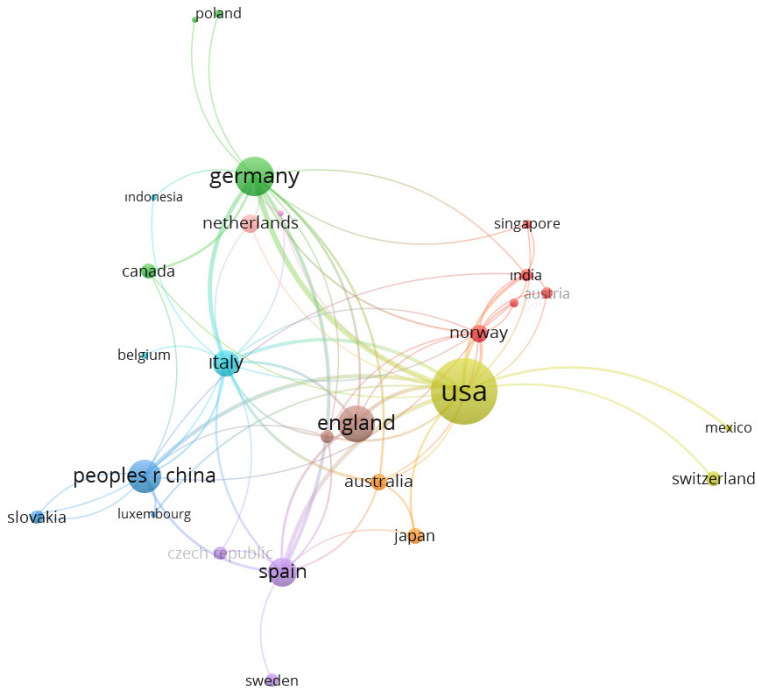 poland
germany
ındonesia
netherlands
singapore
canada
ındia
austria
norway
belgium
ıtaly
usa
england
mexico
peoples r china
australia
switzerland
slovakia
luxembourg
japan
czech republic
spain
sweden